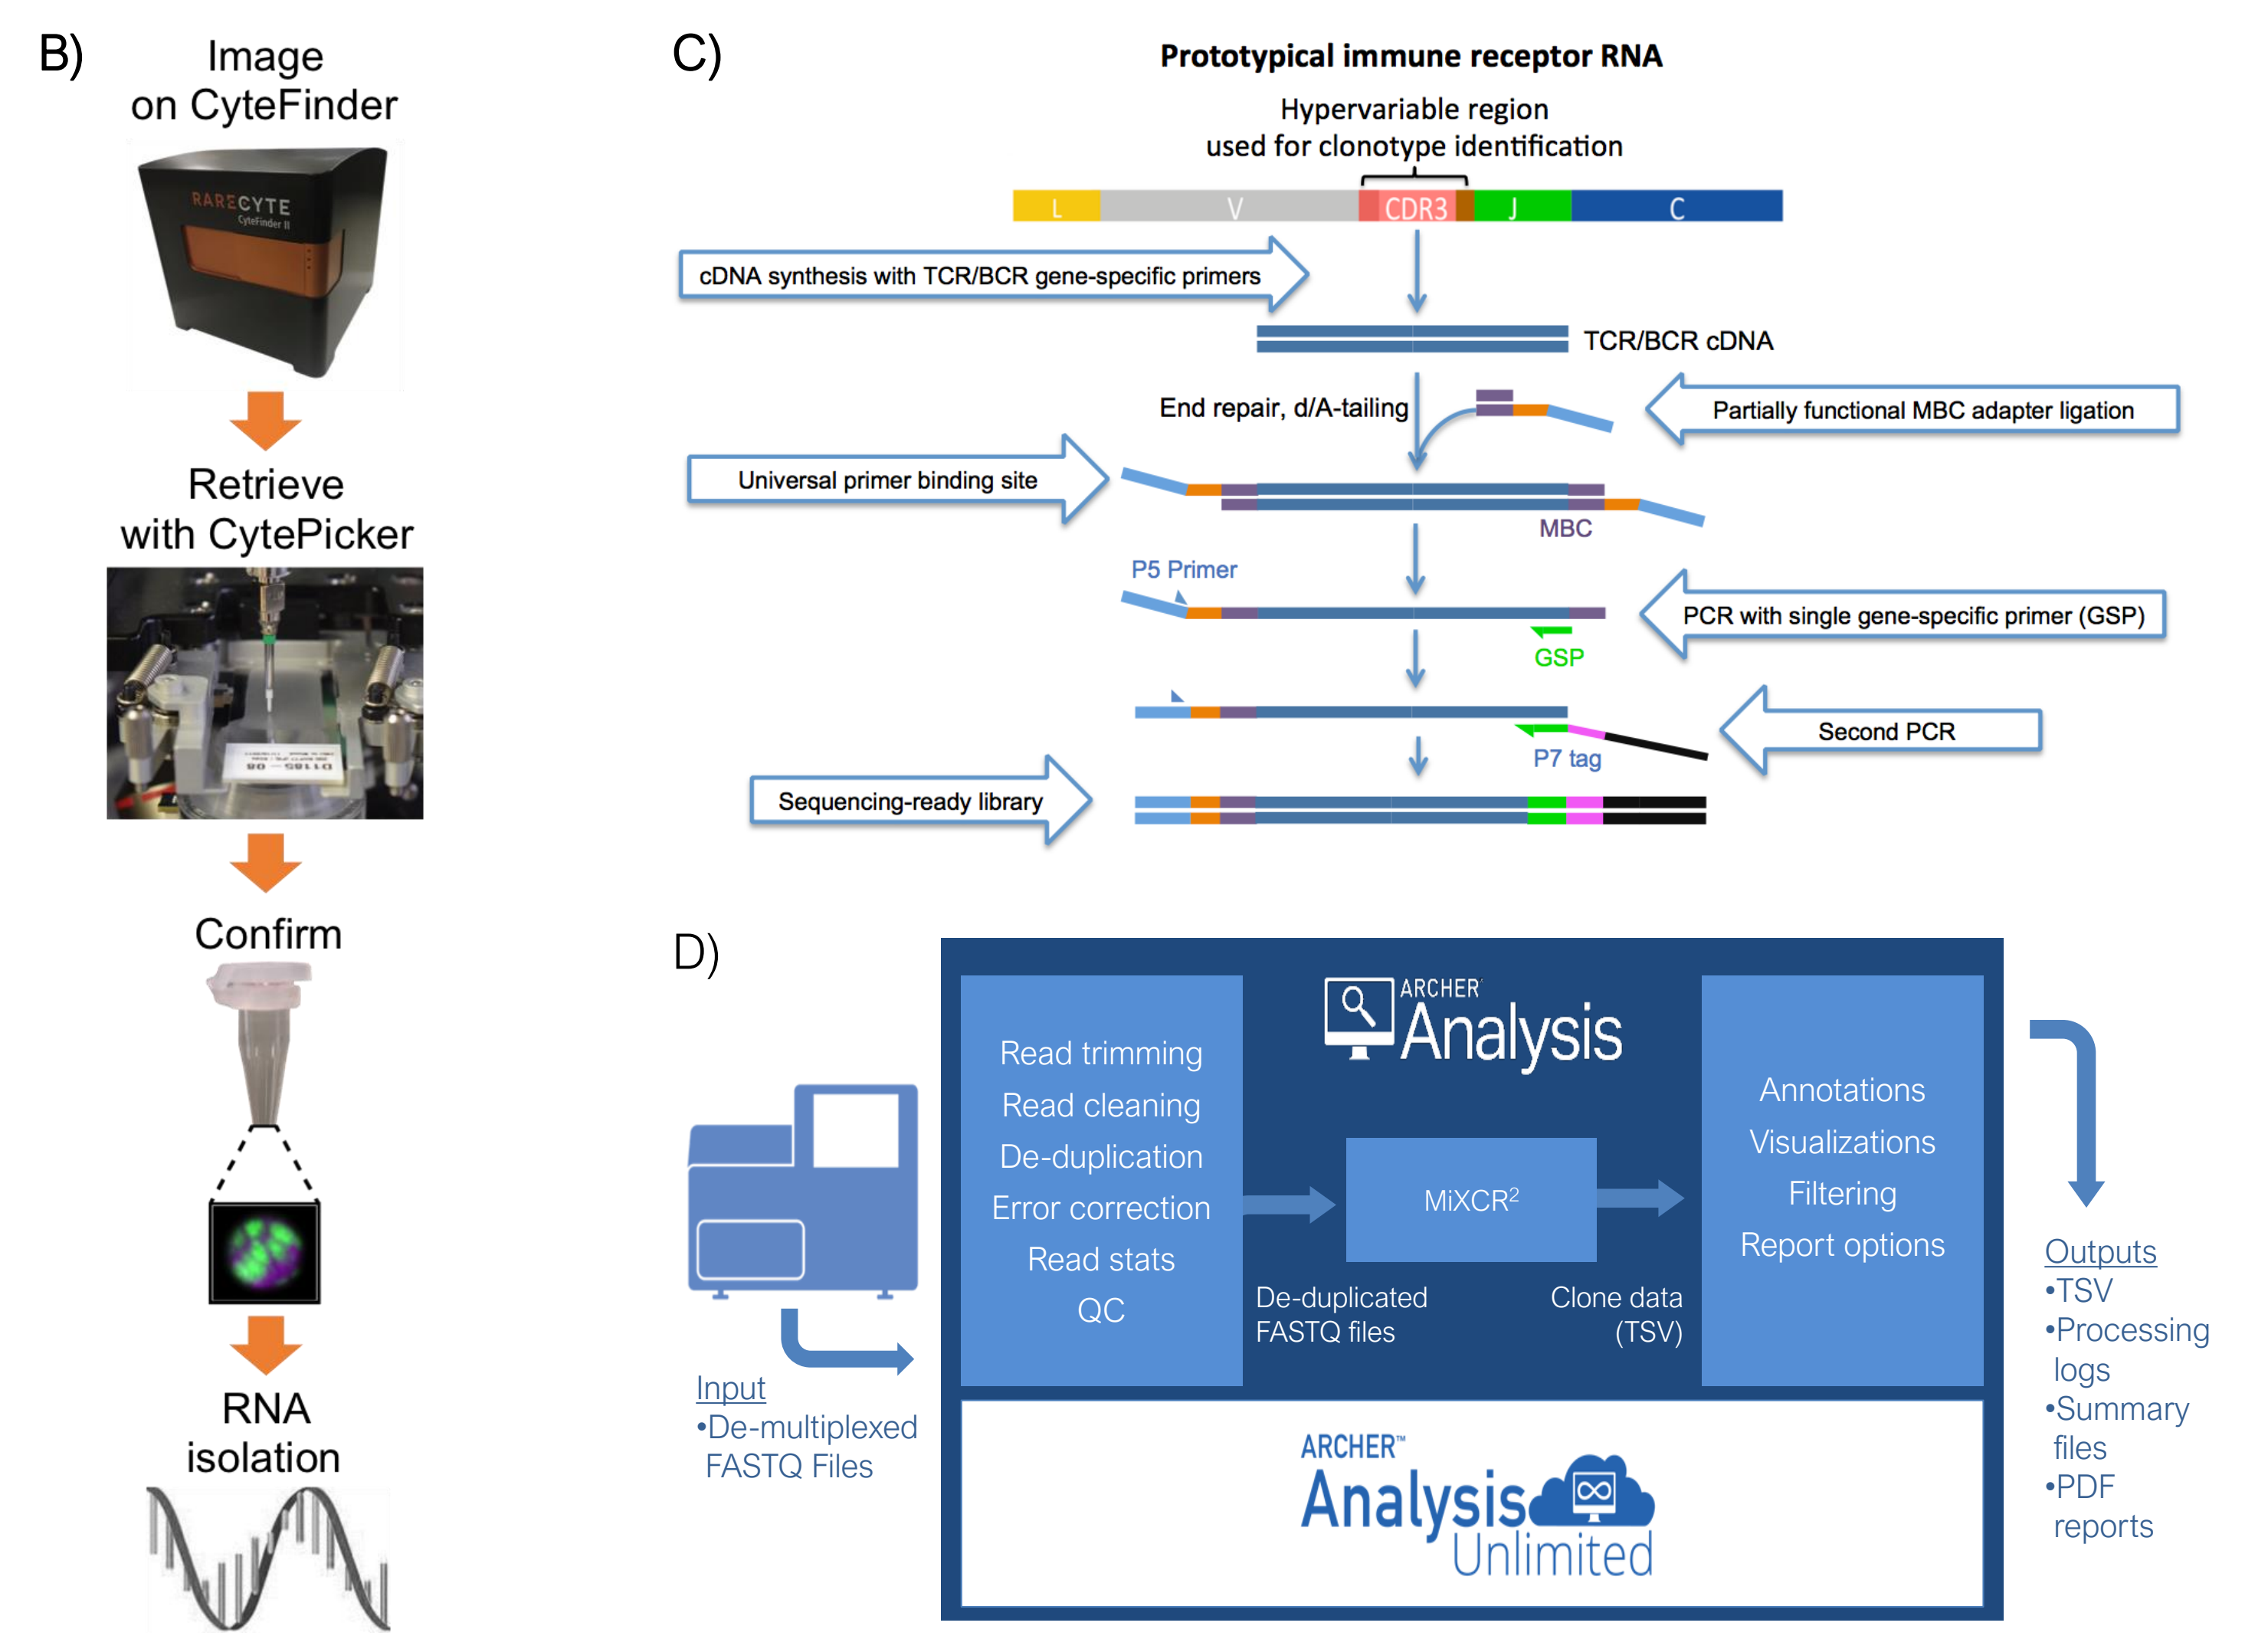 B)
Image
on CyteFinder
RARECYTE
CyteFinder II
Retrieve
with CytePicker
D1185 - 08
Confirm
RNA
isolation
C)
Prototypical immune receptor RNA
Hypervariable region
used for clonotype identification
L V CDR3 J C
cDNA synthesis with TCR/BCR gene-specific primers
TCR/BCR cDNA
End repair, d/A-tailing
Partially functional MBC adapter ligation
Universal primer binding site
MBC
P5 Primer
PCR with single gene-specific primer (GSP)
GSP
Second PCR
P7 tag
Sequencing-ready library
D)
Input
•De-multiplexed
FASTQ Files
Read trimming
Read cleaning
De-duplication
Error correction
Read stats
QC
ARCHER
Analysis
MiXCR²
De-duplicated
FASTQ files
Clone data
(TSV)
Annotations
Visualizations
Filtering
Report options
ARCHER™
Analysis
Unlimited
Outputs
•TSV
•Processing
logs
•Summary
files
•PDF
reports